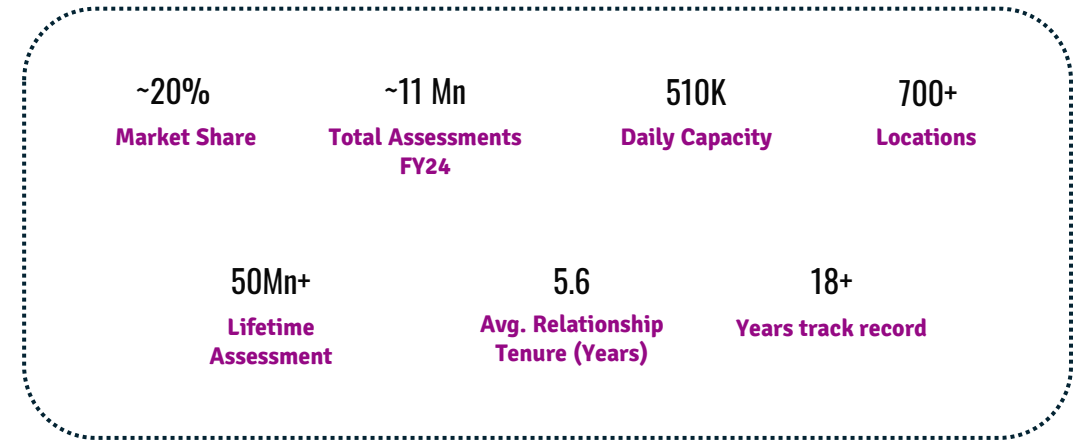 ~20%
Market Share
~11 Mn
Total Assessments
FY24
510K
Daily Capacity
700+
Locations
50Mn+
Lifetime
Assessment
5.6
Avg. Relationship
Tenure (Years)
18+
Years track record